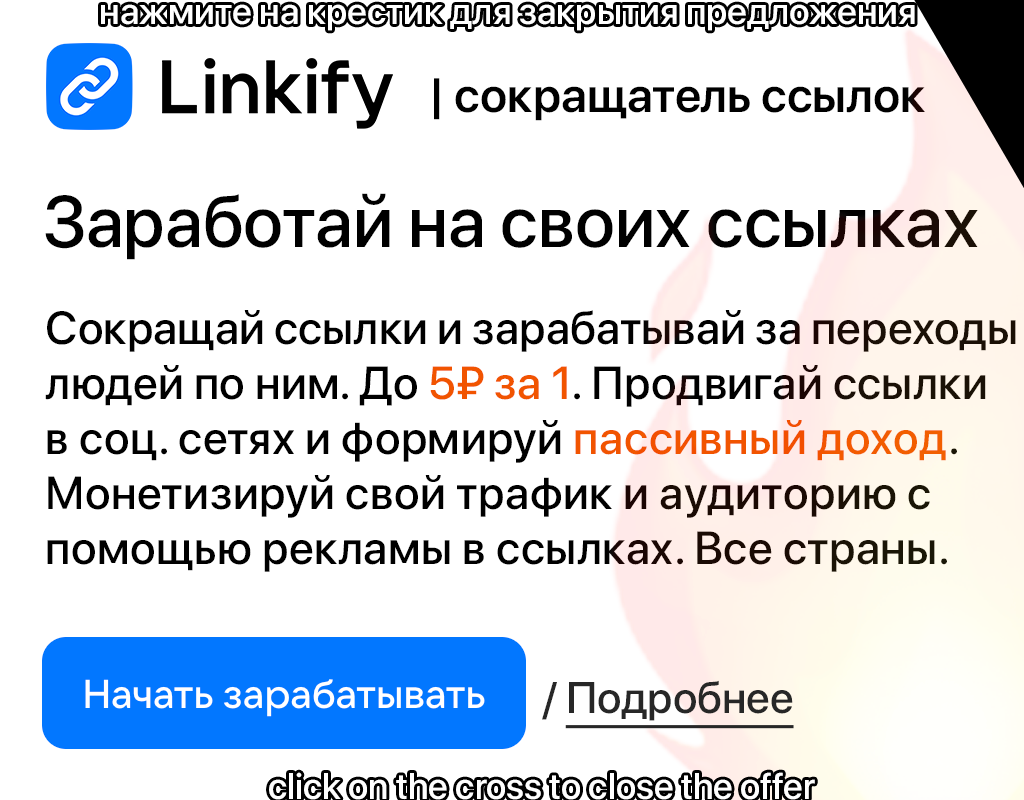 нажмите на крестик для закрытия предложения
Linkify | сокращатель ссылок
Заработай на своих ссылках
Сокращай ссылки и зарабатывай за переходы
людей по ним. До 5₽ за 1. Продвигай ссылки
в соц. сетях и формируй пассивный доход.
Монетизируй свой трафик и аудиторию с
помощью рекламы в ссылках. Все страны.
Начать зарабатывать / Подробнее
click on the cross to close the offer